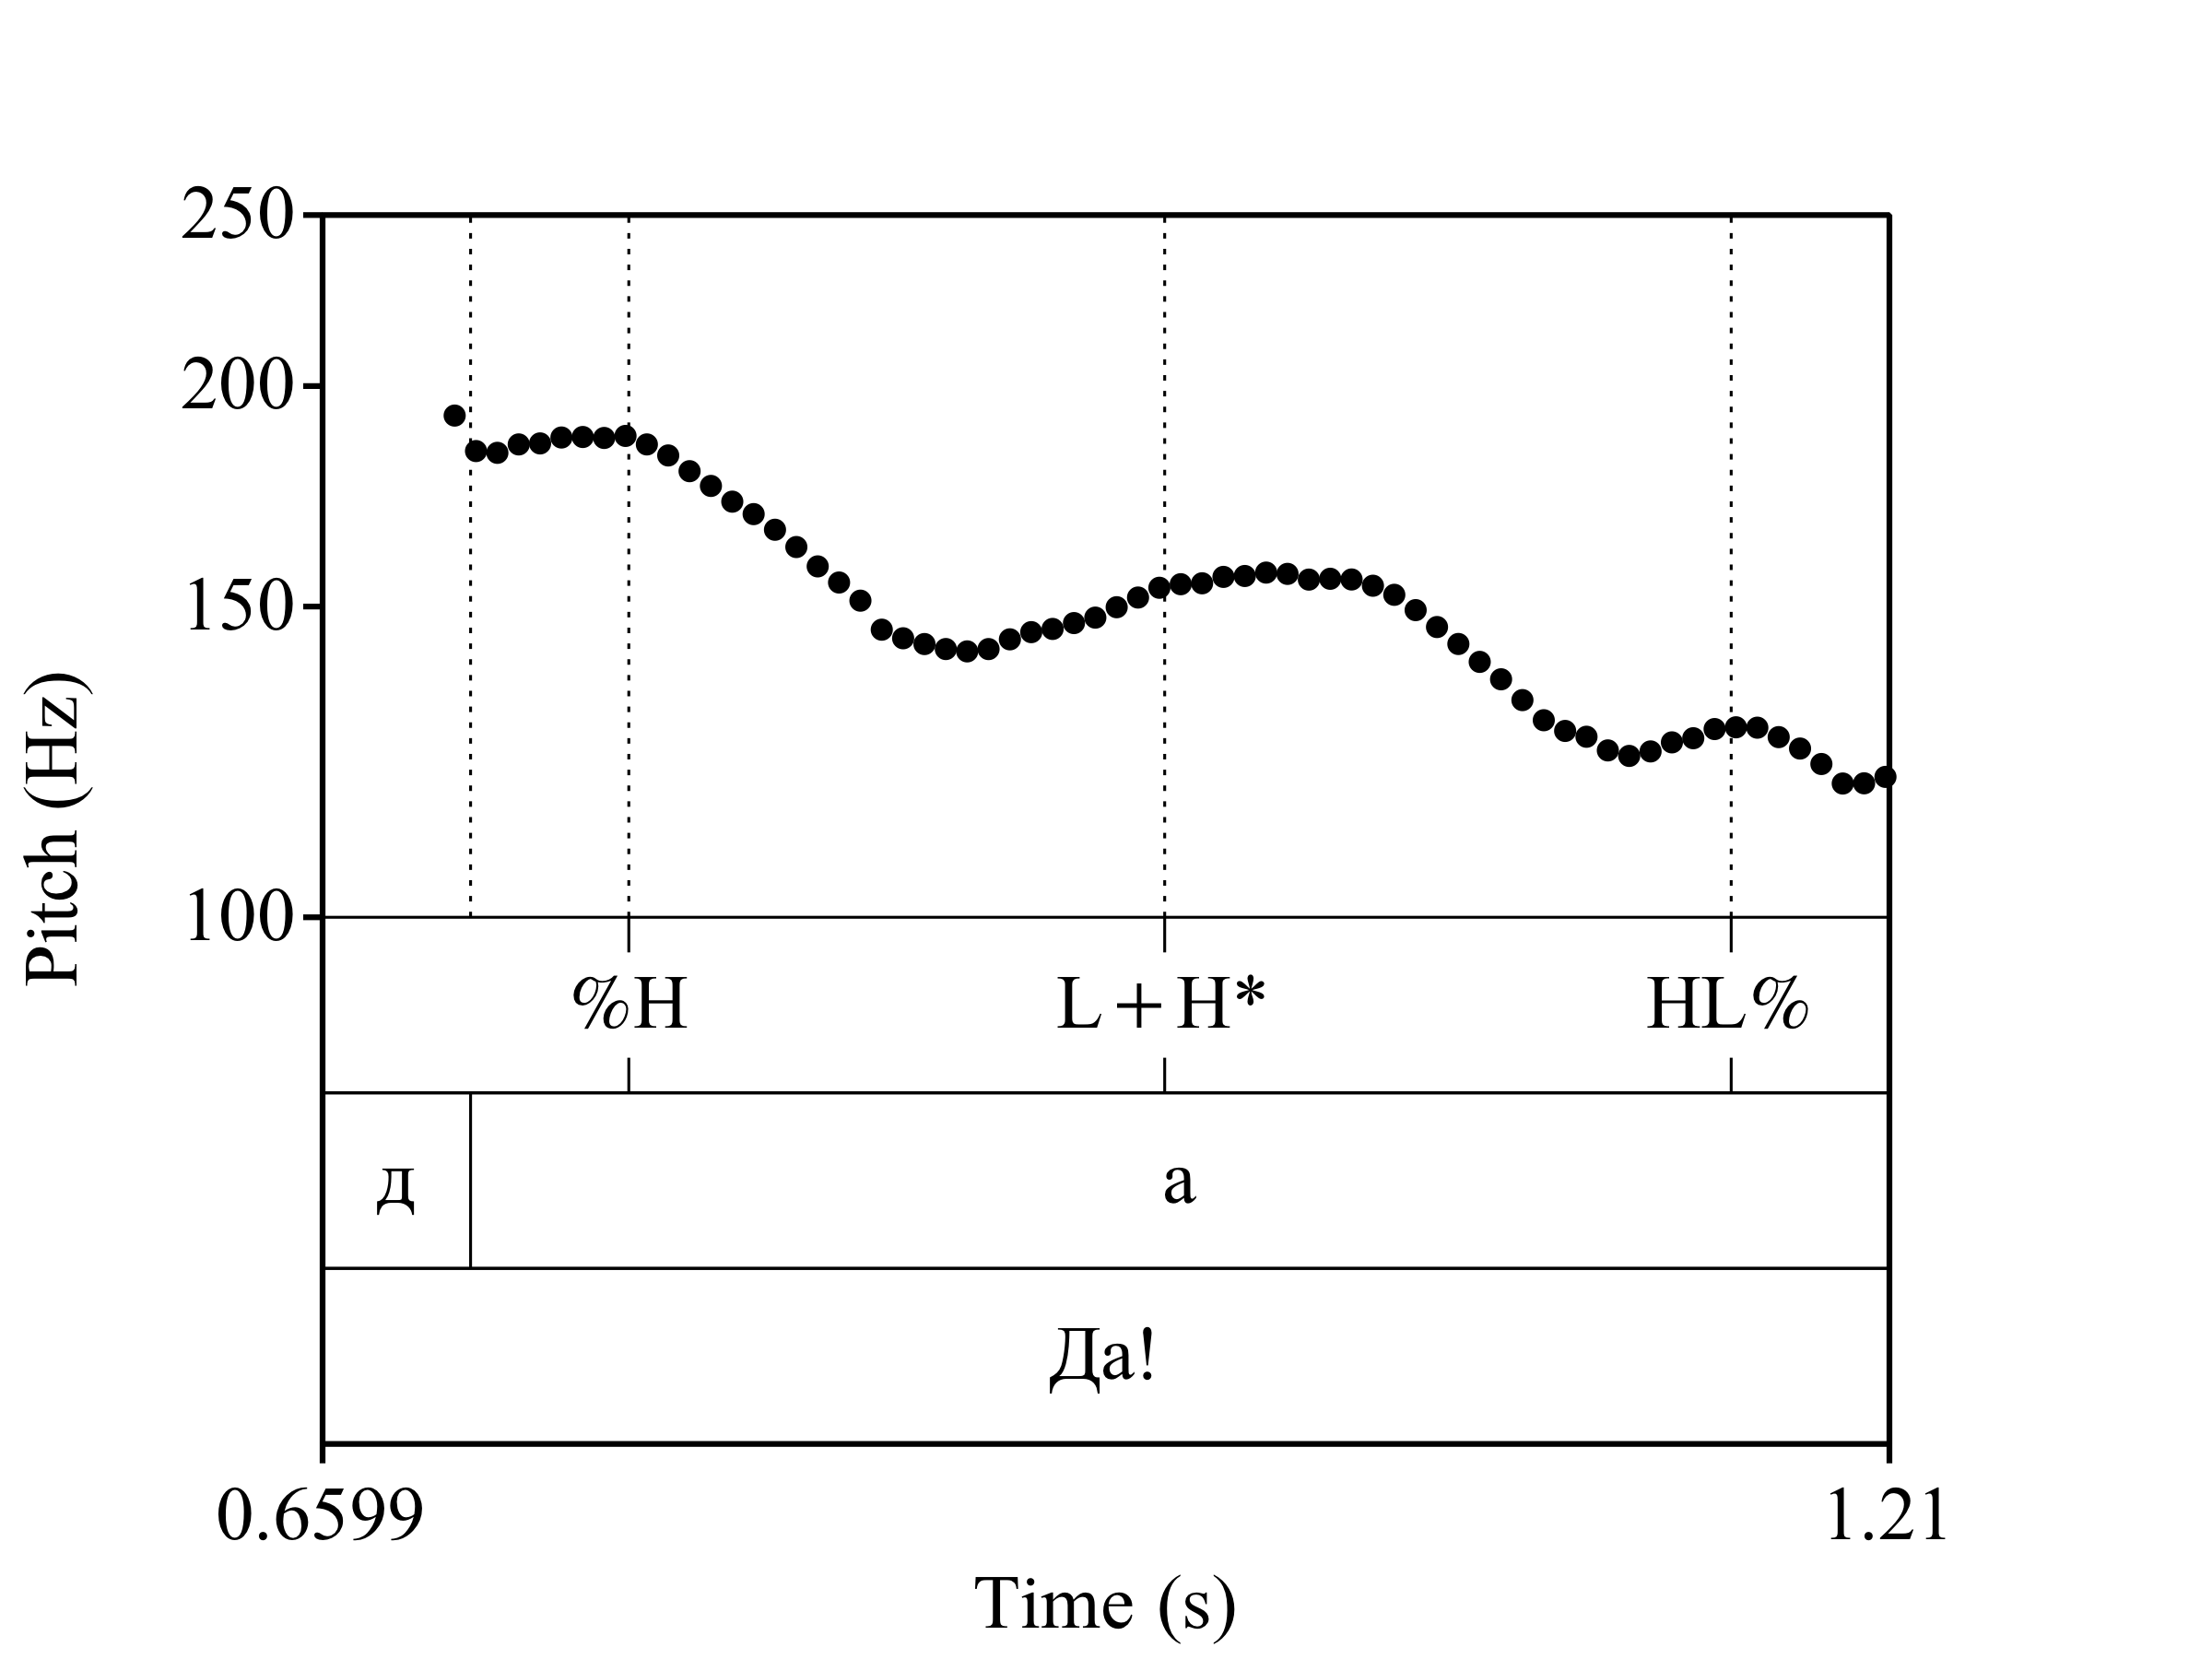 250
200
150
100
Pitch (Hz)
%H L+H* HL%
д а
Да!
0.6599 1.21
Time (s)